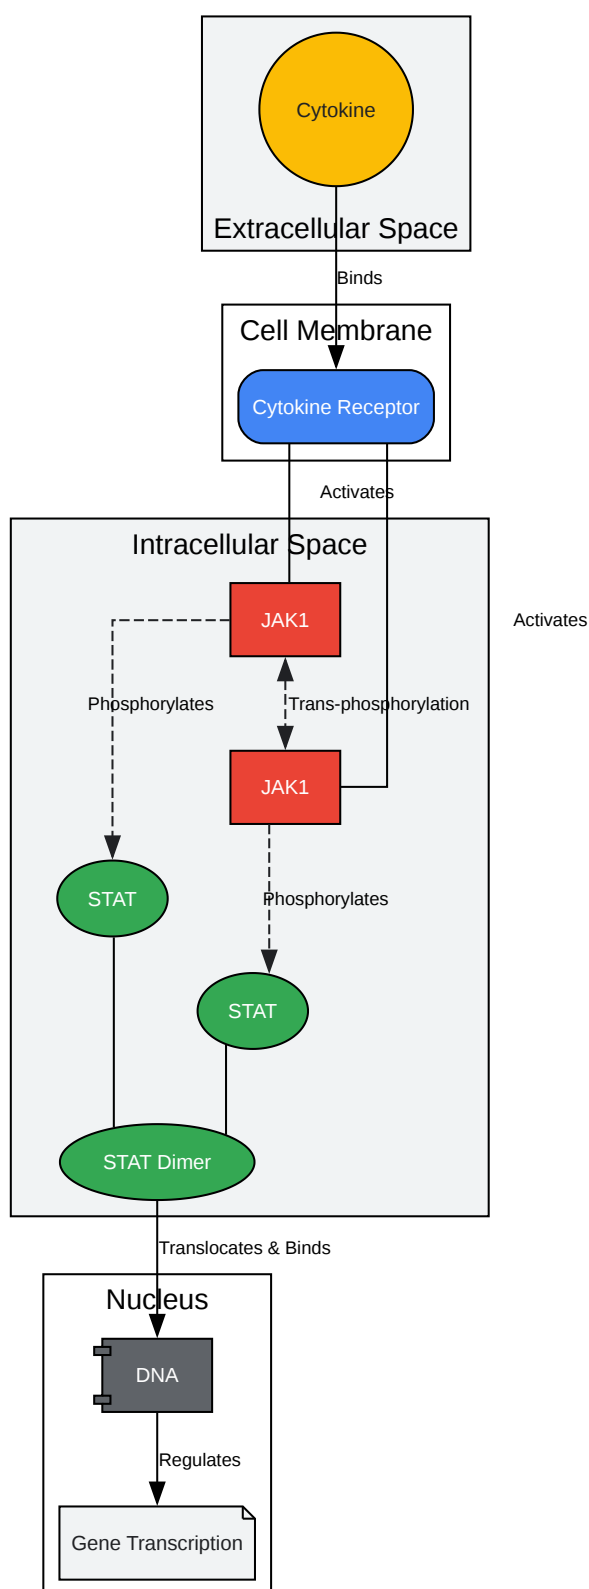 Cytokine
Extracellular Space
Binds
Cell Membrane
Cytokine Receptor
Activates
Intracellular Space
JAK1
Activates
Phosphorylates
Trans-phosphorylation
JAK1
STAT
Phosphorylates
STAT
STAT Dimer
Translocates & Binds
Nucleus
DNA
Regulates
Gene Transcription